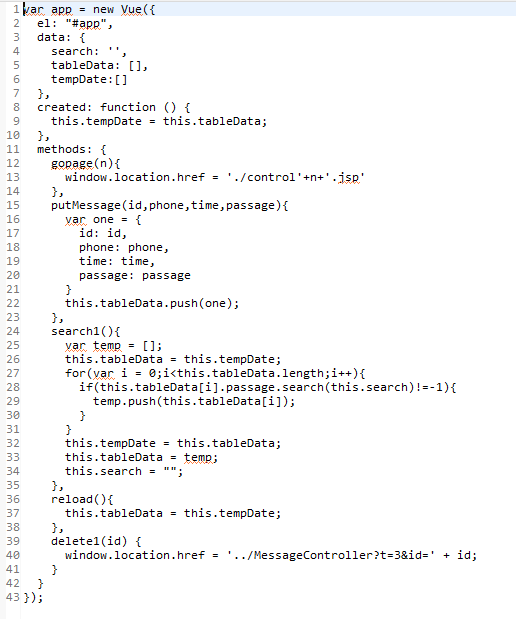 1 var app = new Vue({
2   el: "#app",
3   data: {
4     search: '',
5     tableData: [],
6     tempDate:[]
7   },
8   created: function () {
9     this.tempDate = this.tableData;
10   },
11   methods: {
12     gopage(n){
13       window.location.href = './control'+n+'.jsp'
14     },
15     putMessage(id,phone,time,passage){
16       var one = {
17         id: id,
18         phone: phone,
19         time: time,
20         passage: passage
21       }
22       this.tableData.push(one);
23     },
24     search1(){
25       var temp = [];
26       this.tableData = this.tempDate;
27       for(var i = 0;i<this.tableData.length;i++){
28         if(this.tableData[i].passage.search(this.search)!=-1){
29           temp.push(this.tableData[i]);
30         }
31       }
32       this.tempDate = this.tableData;
33       this.tableData = temp;
34       this.search = "";
35     },
36     reload(){
37       this.tableData = this.tempDate;
38     },
39     delete1(id) {
40       window.location.href = '../MessageController?t=3&id=' + id;
41     }
42   }
43 });